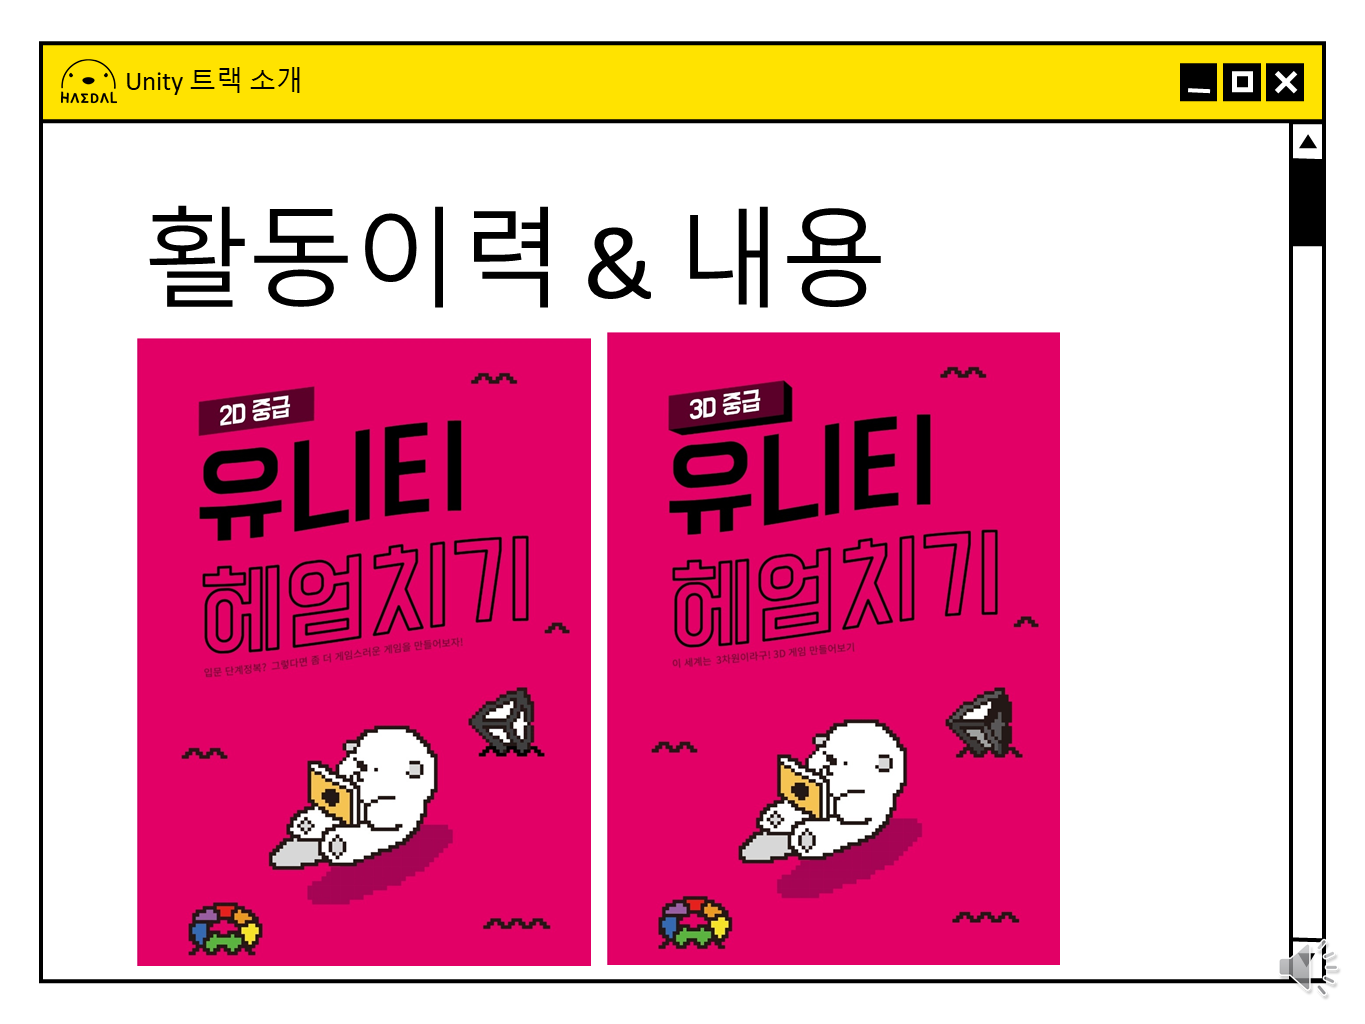 HΛΣDΛL Unity 트랙 소개
활동이력 & 내용
2D 중급
유니티
헤엄치기
입문 단계정복? 그렇다면 좀 더 게임스러운 게임을 만들어보자!
3D 중급
유니티
헤엄치기
이 세계는 3차원이라구! 3D 게임 만들어보기